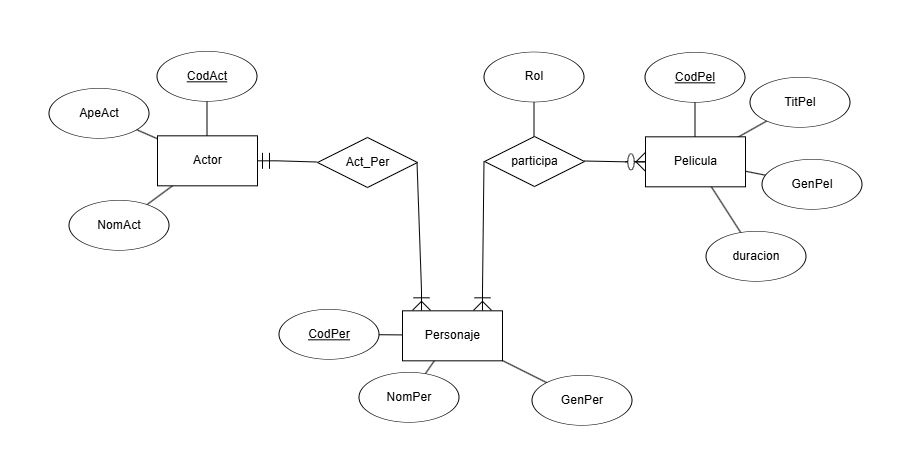 CodAct
Rol
CodPel
ApeAct
TitPel
Actor
Act_Per
participa
Pelicula
GenPel
NomAct
duracion
CodPer
Personaje
NomPer
GenPer